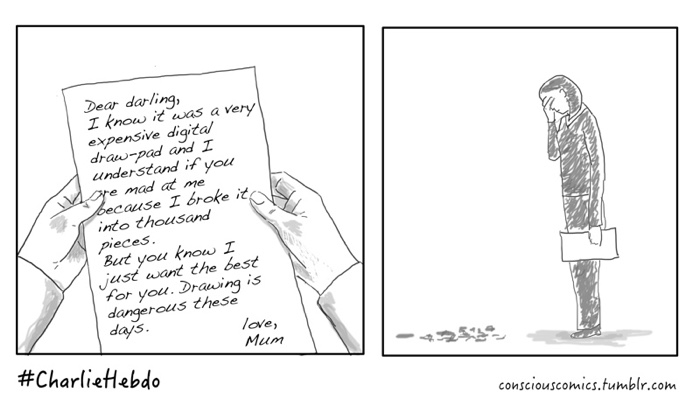 Dear darling,
I know it was a very
expensive digital
draw-pad and I
understand if you
are mad at me
because I broke it
into thousand
pieces.
But you know I
just want the best
for you. Drawing is
dangerous these
days.
love,
Mum
#CharlieHebdo
consciouscomics.tumblr.com